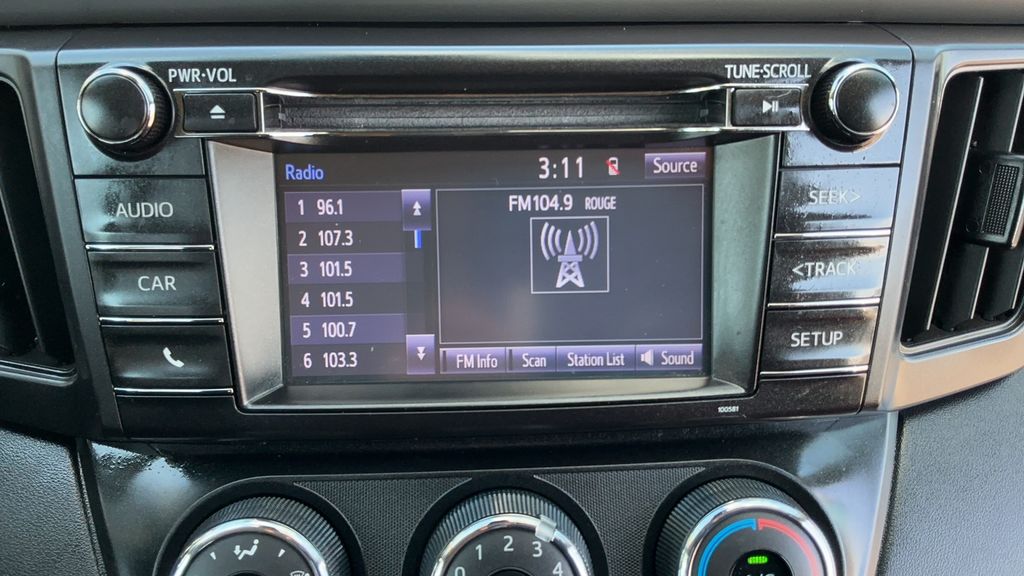 PWR·VOL
TUNE·SCROLL
Radio
3:11
Source
AUDIO
CAR
1 96.1
2 107.3
3 101.5
4 101.5
5 100.7
6 103.3
FM104.9 ROUGE
FM Info
Scan
Station List
Sound
SEEK>
<TRACK
SETUP
100581
0 1 2 3 4